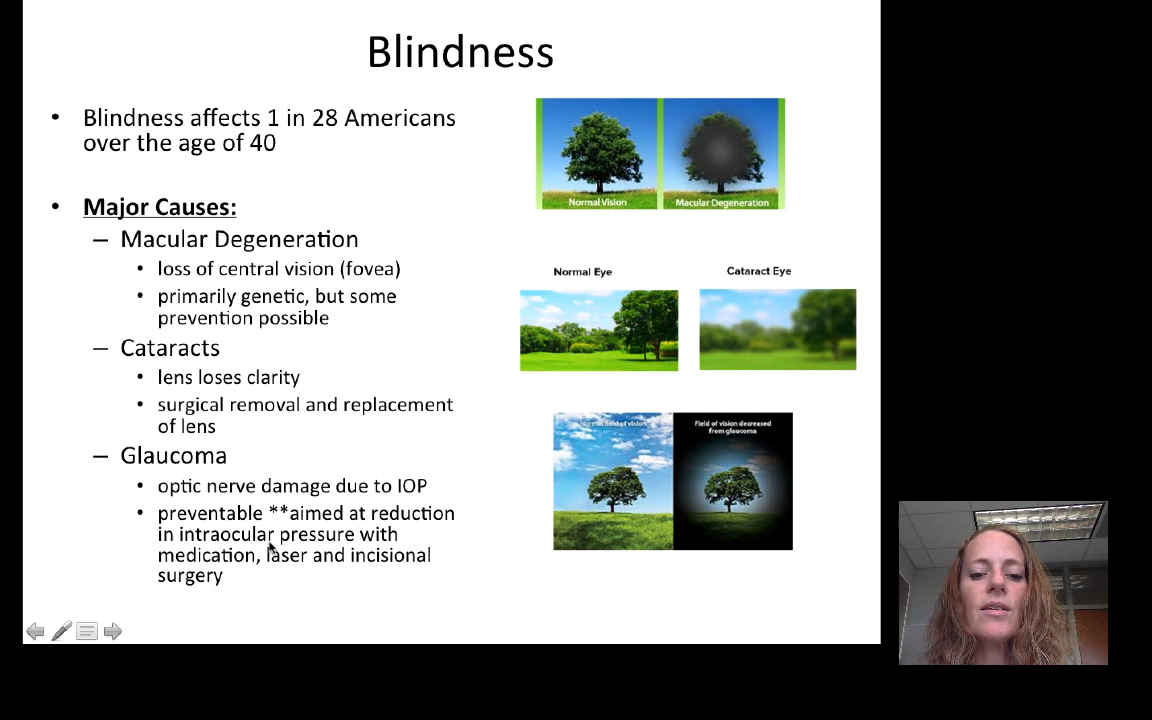 Blindness
• Blindness affects 1 in 28 Americans
over the age of 40
• Major Causes:
– Macular Degeneration
• loss of central vision (fovea)
• primarily genetic, but some
prevention possible
– Cataracts
• lens loses clarity
• surgical removal and replacement
of lens
– Glaucoma
• optic nerve damage due to IOP
• preventable **aimed at reduction
in intraocular pressure with
medication, laser and incisional
surgery
Normal Vision
Macular Degeneration
Normal Eye
Cataract Eye
Normal field of vision
Field of vision decreased
from glaucoma